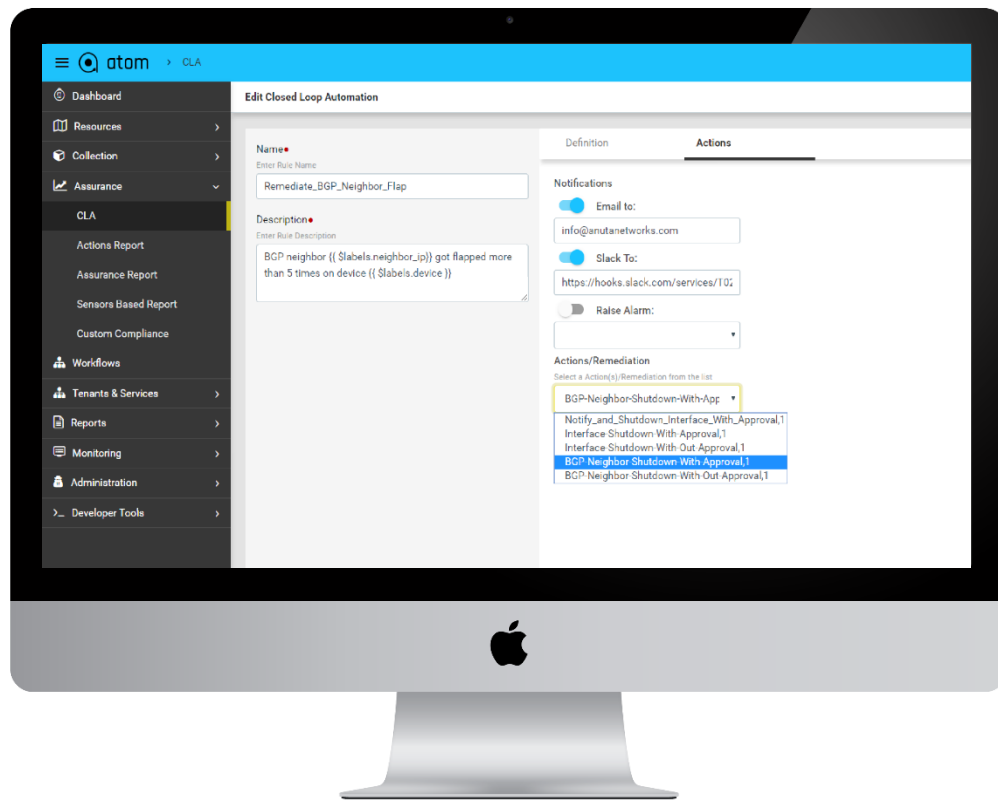 atom > CLA
Dashboard
Resources
Collection
Assurance
CLA
Actions Report
Assurance Report
Sensors Based Report
Custom Compliance
Workflows
Tenants & Services
Reports
Monitoring
Administration
Developer Tools
Edit Closed Loop Automation
Name
Enter Rule Name
Remediate_BGP_Neighbor_Flap
Description
Enter Rule Description
BGP neighbor {{ $labels.neighbor_ip}} got flapped more
than 5 times on device {{ $labels.device }}
Definition
Actions
Notifications
Email to:
info@anutanetworks.com
Slack To:
https://hooks.slack.com/services/T02
Raise Alarm:
Actions/Remediation
Select a Action(s)/Remediation from the list
BGP-Neighbor-Shutdown-With-App
Notify_and_Shutdown_Interface_With_Approval,1
Interface-Shutdown-With-Approval,1
Interface-Shutdown-With-Out-Approval,1
BGP-Neighbor-Shutdown-With-Approval,1
BGP-Neighbor-Shutdown-With-Out-Approval,1